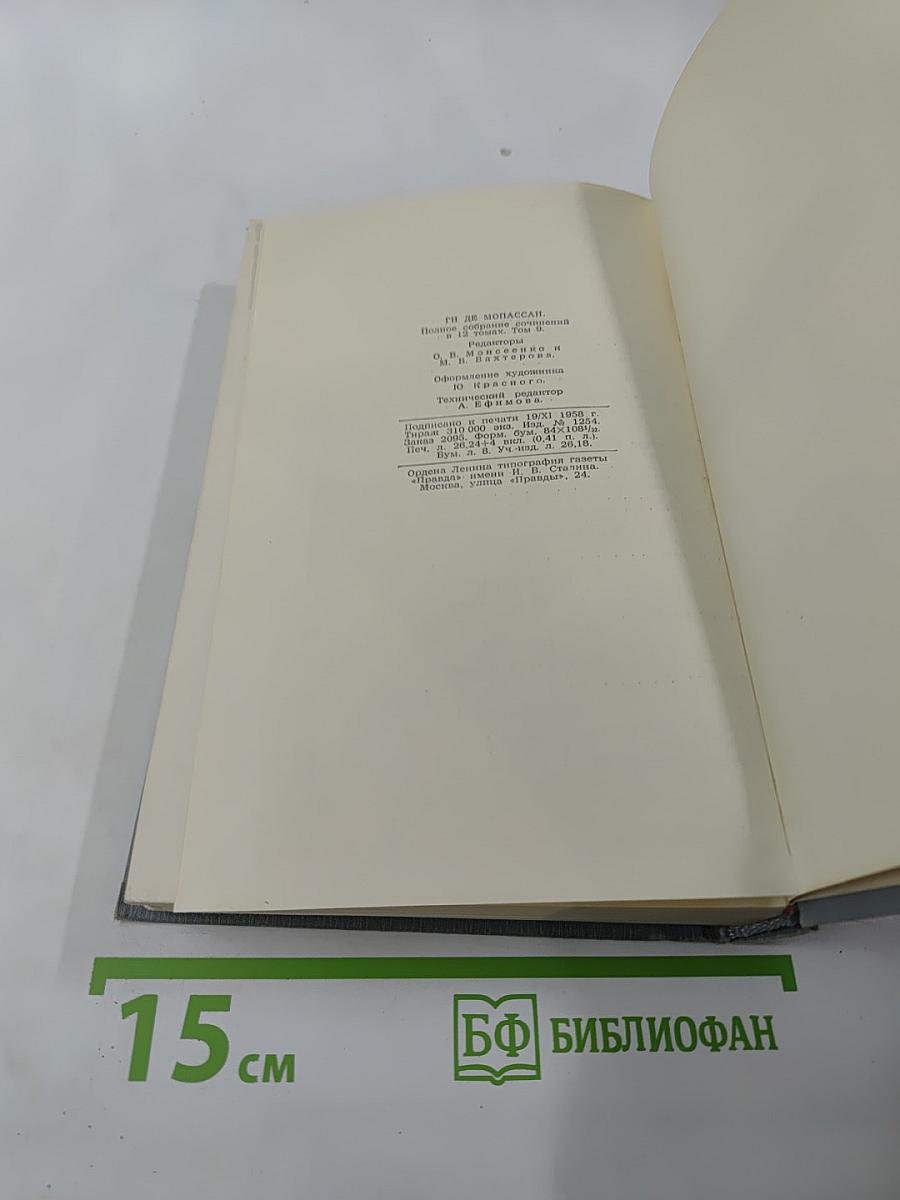 ГИ ДЕ МОПАССАН.
Полное собрание сочинений
в 12 томах. Том 9.
Редакторы
О. В. Моисеенко и
М. В. Вахтерова.
Оформление художника
Ю Красного.
Технический редактор
А. Ефимова.
Подписано к печати 19/XI 1958 г.
Тираж 310 000 экз. Изд. № 1254.
Заказ 2095. Форм. бум. 84×108¹/₃₂.
Печ. л. 26,24+4 вкл. (0,41 п. л.).
Бум. л. 8. Уч.-изд. л. 26,18.
Ордена Ленина типография газеты
«Правда» имени И. В. Сталина.
Москва, улица «Правды», 24.
15 см
БФ БИБЛИОФАН